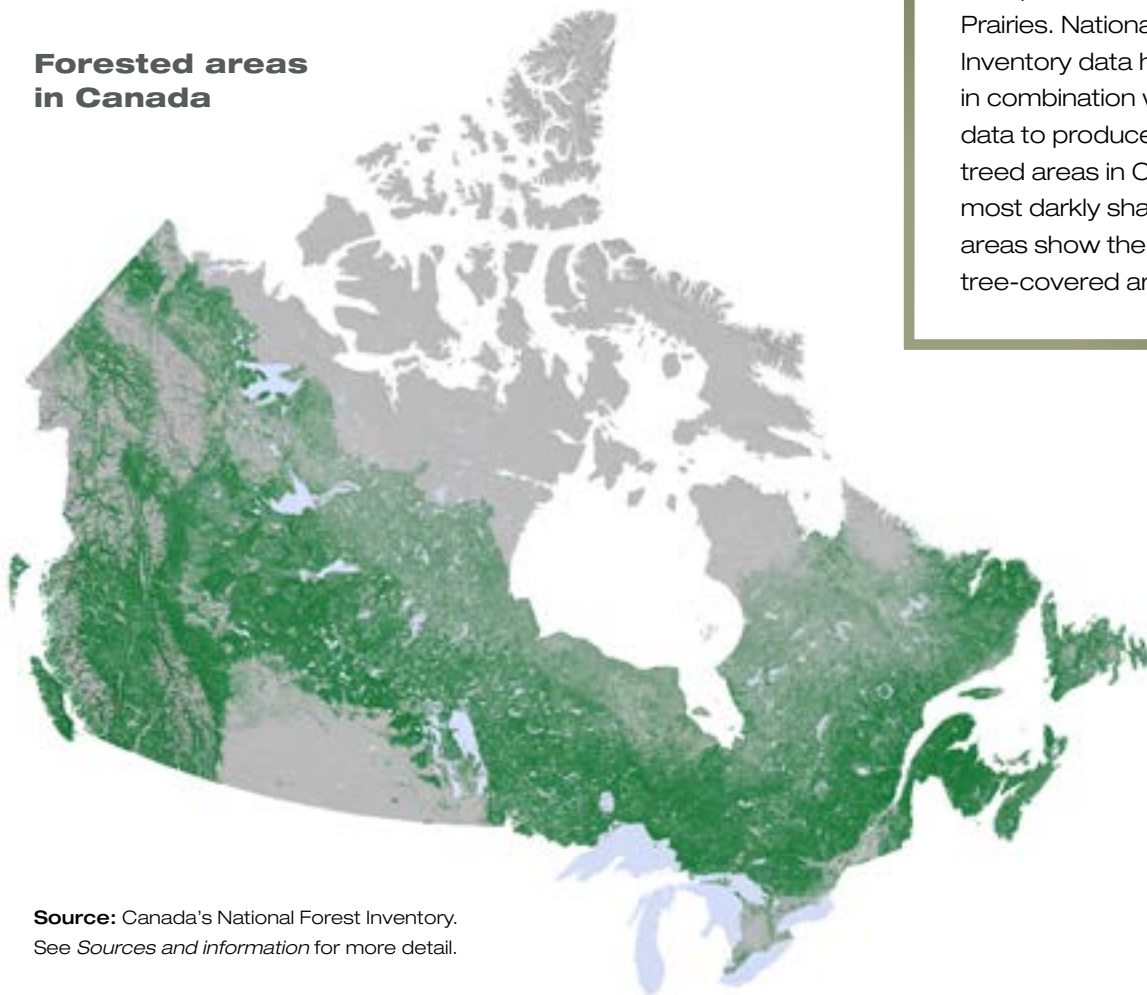 Forested areas
in Canada
Prairies. National
Inventory data h
in combination w
data to produce
treed areas in C
most darkly sha
areas show the
tree-covered ar
Source: Canada's National Forest Inventory.
See Sources and information for more detail.